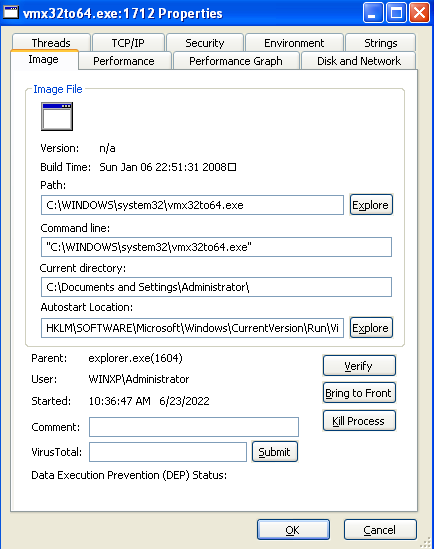 vmx32to64.exe:1712 Properties
Threads TCP/IP Security Environment Strings
Image Performance Performance Graph Disk and Network
Image File
Version: n/a
Build Time: Sun Jan 06 22:51:31 2008
Path:
C:\WINDOWS\system32\vmx32to64.exe Explore
Command line:
"C:\WINDOWS\system32\vmx32to64.exe"
Current directory:
C:\Documents and Settings\Administrator\
Autostart Location:
HKLM\SOFTWARE\Microsoft\Windows\CurrentVersion\Run\Vi Explore
Parent: explorer.exe(1604) Verify
User: WINXP\Administrator
Bring to Front
Started: 10:36:47 AM 6/23/2022
Kill Process
Comment:
VirusTotal: Submit
Data Execution Prevention (DEP) Status:
OK Cancel